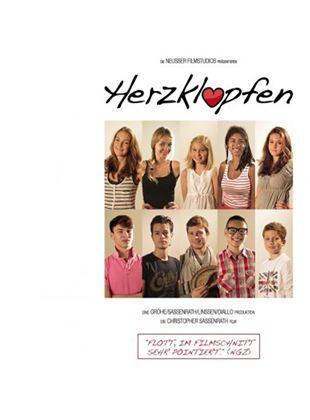 DIE NEUSSER FILMSTUDIOS PRÄSENTIEREN
Herzklopfen
EINE GRÖHE/SASSENRATH/LINSSEN/DIALLO PRODUKTION
EIN CHRISTOPHER SASSENRATH FILM
"FLOTT, IM FILMSCHNITT
SEHR POINTIERT." (NGZ)